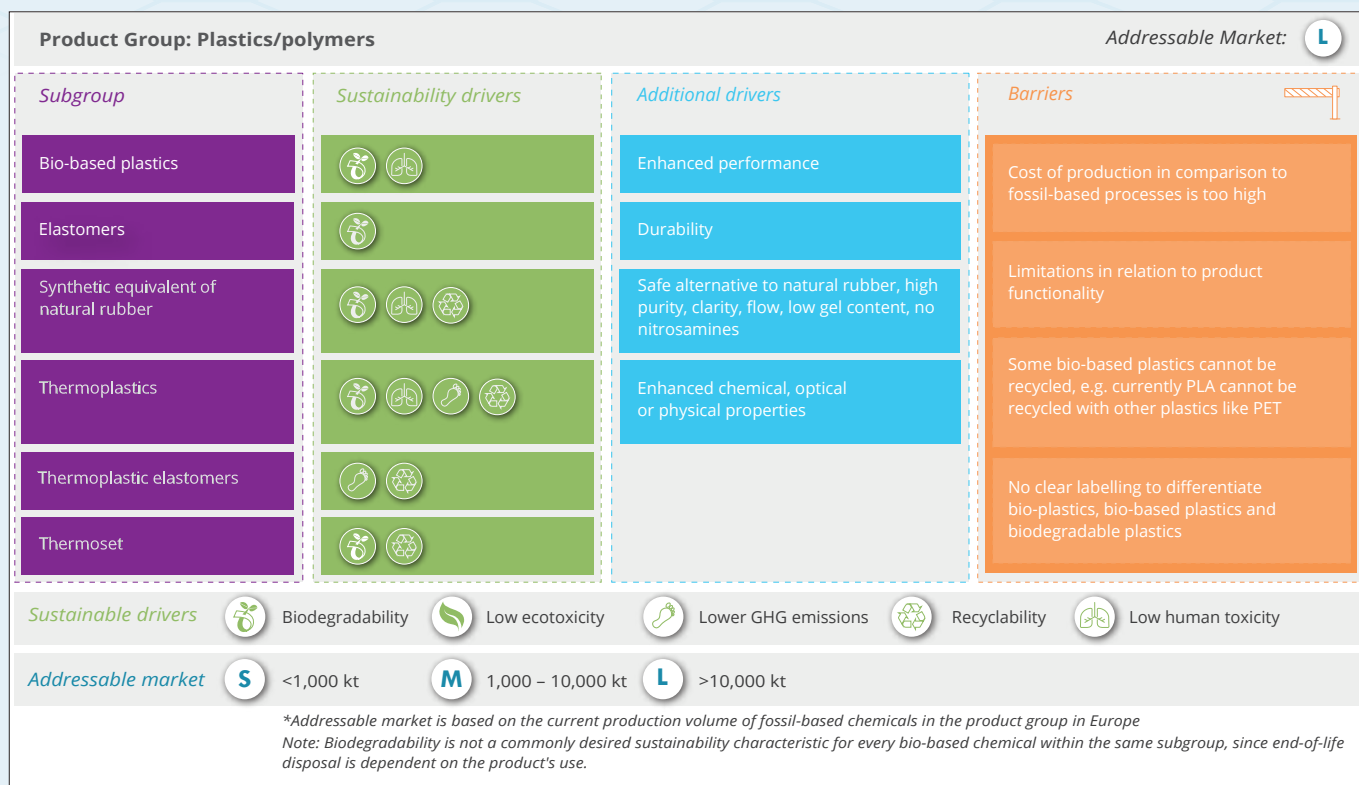 Product Group: Plastics/polymers
Addressable Market: L
Subgroup
Sustainability drivers
Additional drivers
Barriers
Bio-based plastics
Elastomers
Synthetic equivalent of
natural rubber
Thermoplastics
Thermoplastic elastomers
Thermoset
Enhanced performance
Durability
Safe alternative to natural rubber, high
purity, clarity, flow, low gel content, no
nitrosamines
Enhanced chemical, optical
or physical properties
Cost of production in comparison to
fossil-based processes is too high
Limitations in relation to product
functionality
Some bio-based plastics cannot be
recycled, e.g. currently PLA cannot be
recycled with other plastics like PET
No clear labelling to differentiate
bio-plastics, bio-based plastics and
biodegradable plastics
Sustainable drivers
Biodegradability
Low ecotoxicity
Lower GHG emissions
Recyclability
Low human toxicity
Addressable market
S <1,000 kt
M 1,000 – 10,000 kt
L >10,000 kt
*Addressable market is based on the current production volume of fossil-based chemicals in the product group in Europe
Note: Biodegradability is not a commonly desired sustainability characteristic for every bio-based chemical within the same subgroup, since end-of-life
disposal is dependent on the product's use.